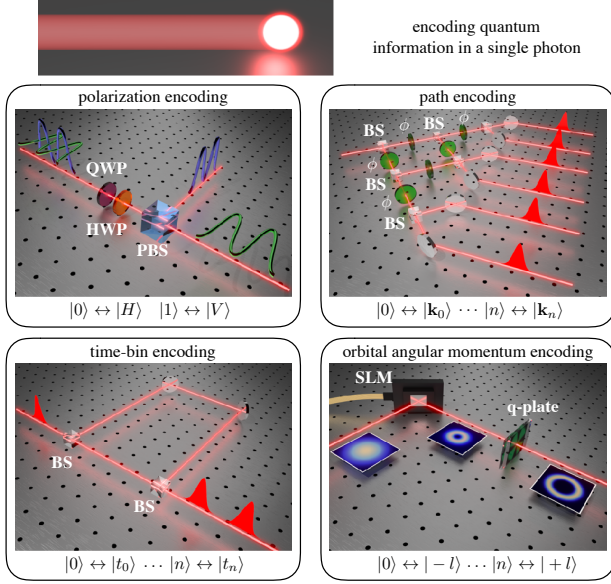 encoding quantum
information in a single photon
polarization encoding
QWP
HWP
PBS
|0⟩ ↔ |H⟩ |1⟩ ↔ |V⟩
path encoding
BS
ϕ
BS
ϕ
ϕ
BS
ϕ
BS
|0⟩ ↔ |𝐤₀⟩ ··· |n⟩ ↔ |𝐤ₙ⟩
time-bin encoding
BS
BS
|0⟩ ↔ |t₀⟩ ... |n⟩ ↔ |tₙ⟩
orbital angular momentum encoding
SLM
q-plate
|0⟩ ↔ |−l⟩ ... |n⟩ ↔ |+l⟩